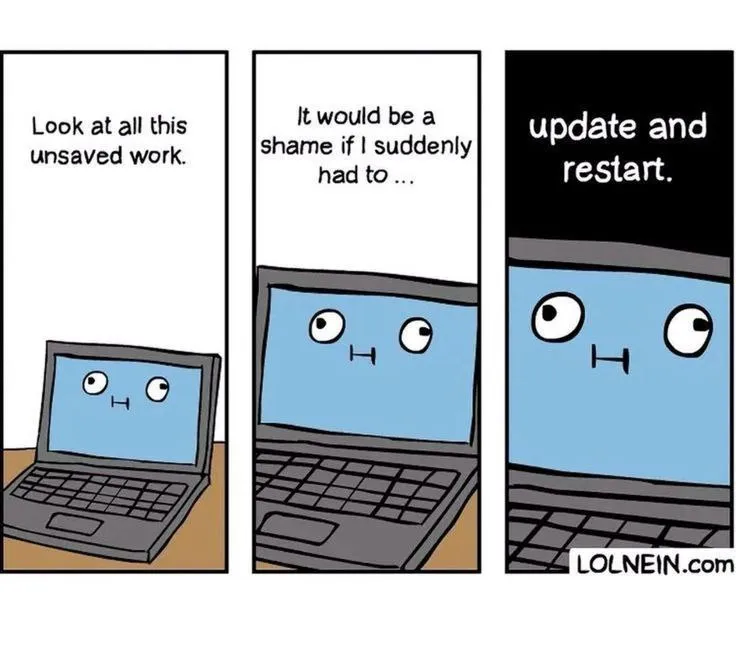 Look at all this
unsaved work.
It would be a
shame if I suddenly
had to ...
update and
restart.
LOLNEIN.com